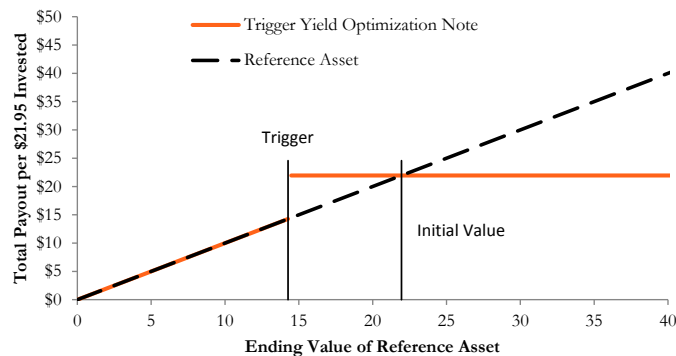 Total Payout per $21.95 Invested
$50
$45
$40
$35
$30
$25
$20
$15
$10
$5
$0
Trigger Yield Optimization Note
Reference Asset
Trigger
Initial Value
0 5 10 15 20 25 30 35 40
Ending Value of Reference Asset